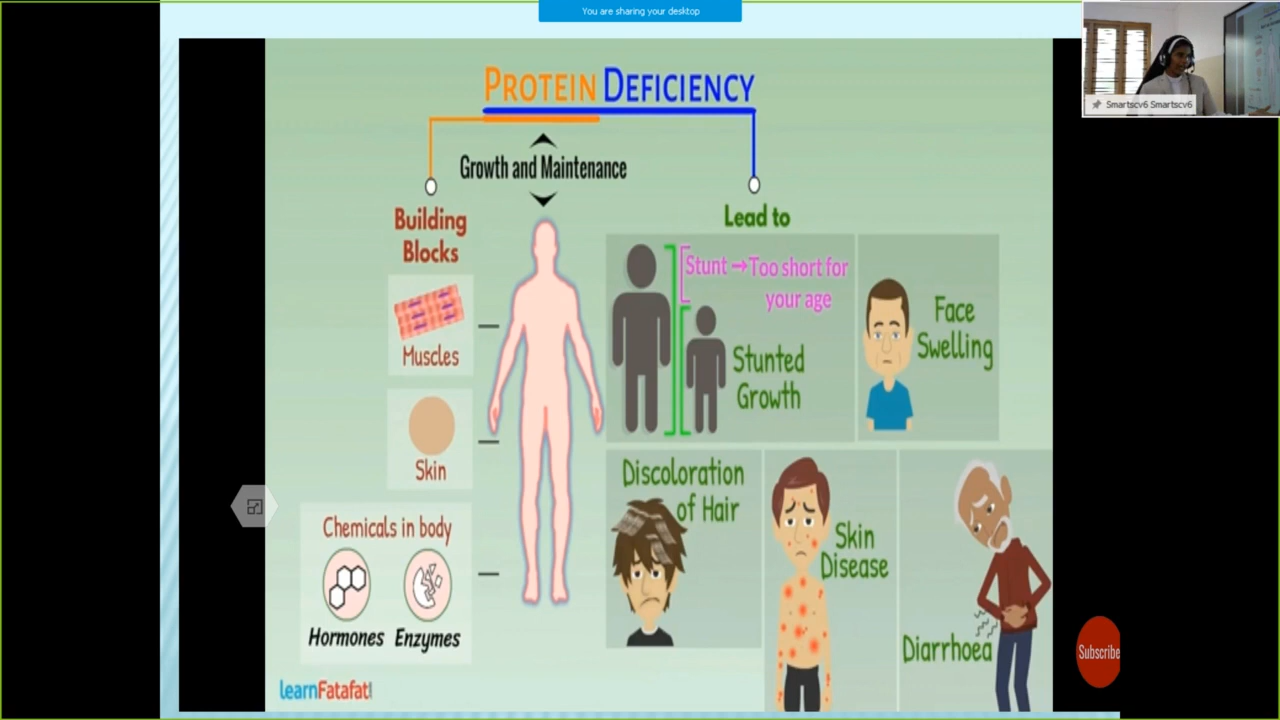 You are sharing your desktop
Smartscv6 Smartscv6
PROTEIN DEFICIENCY
Growth and Maintenance
Building
Blocks
Muscles
Skin
Chemicals in body
Hormones Enzymes
Lead to
Stunt → Too short for
your age
Stunted
Growth
Face
Swelling
Discoloration
of Hair
Skin
Disease
Diarrhoea
Subscribe
learnFatafat